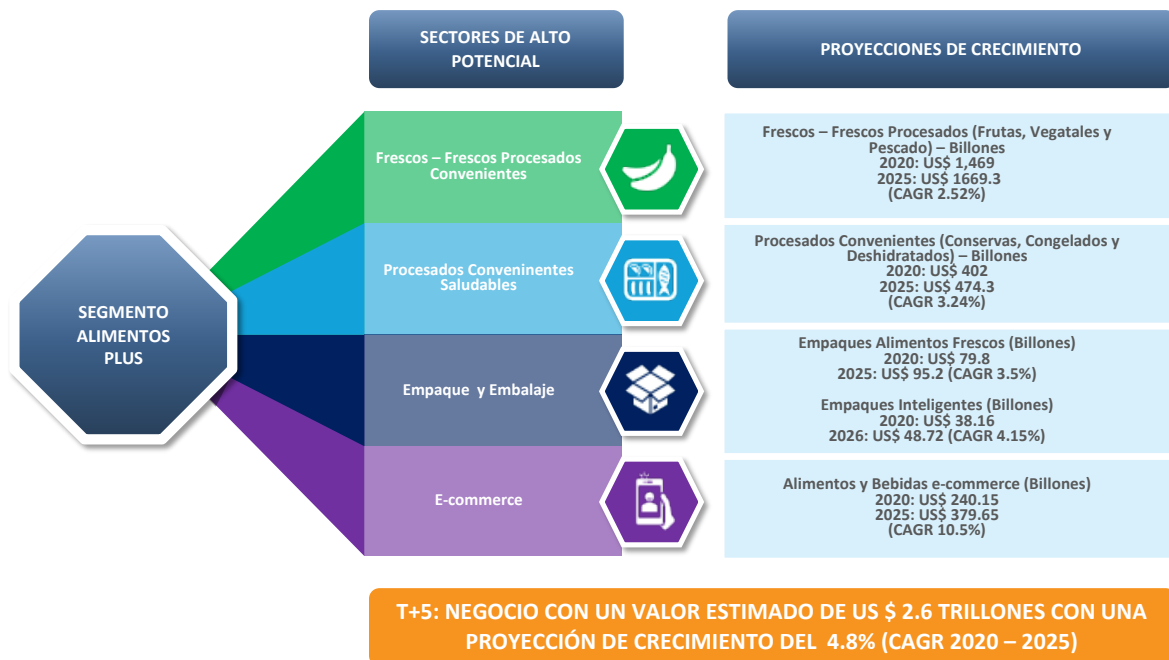 SECTORES DE ALTO
POTENCIAL
PROYECCIONES DE CRECIMIENTO
SEGMENTO
ALIMENTOS
PLUS
Frescos – Frescos Procesados
Convenientes
Frescos – Frescos Procesados (Frutas, Vegatales y
Pescado) – Billones
2020: US$ 1,469
2025: US$ 1669.3
(CAGR 2.52%)
Procesados Conveninentes
Saludables
Procesados Convenientes (Conservas, Congelados y
Deshidratados) – Billones
2020: US$ 402
2025: US$ 474.3
(CAGR 3.24%)
Empaque y Embalaje
Empaques Alimentos Frescos (Billones)
2020: US$ 79.8
2025: US$ 95.2 (CAGR 3.5%)
Empaques Inteligentes (Billones)
2020: US$ 38.16
2026: US$ 48.72 (CAGR 4.15%)
E-commerce
Alimentos y Bebidas e-commerce (Billones)
2020: US$ 240.15
2025: US$ 379.65
(CAGR 10.5%)
T+5: NEGOCIO CON UN VALOR ESTIMADO DE US $ 2.6 TRILLONES CON UNA
PROYECCIÓN DE CRECIMIENTO DEL 4.8% (CAGR 2020 – 2025)